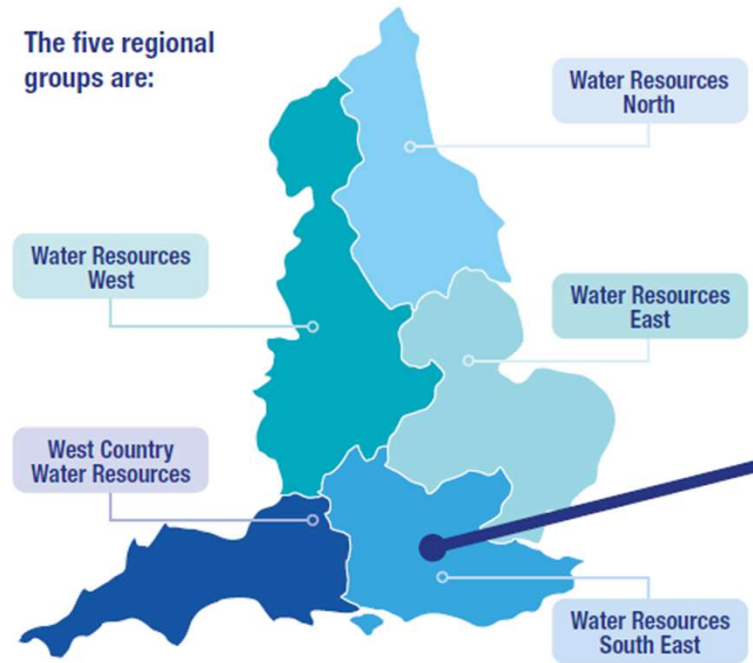 The five regional
groups are:
Water Resources
North
Water Resources
West
Water Resources
East
West Country
Water Resources
Water Resources
South East